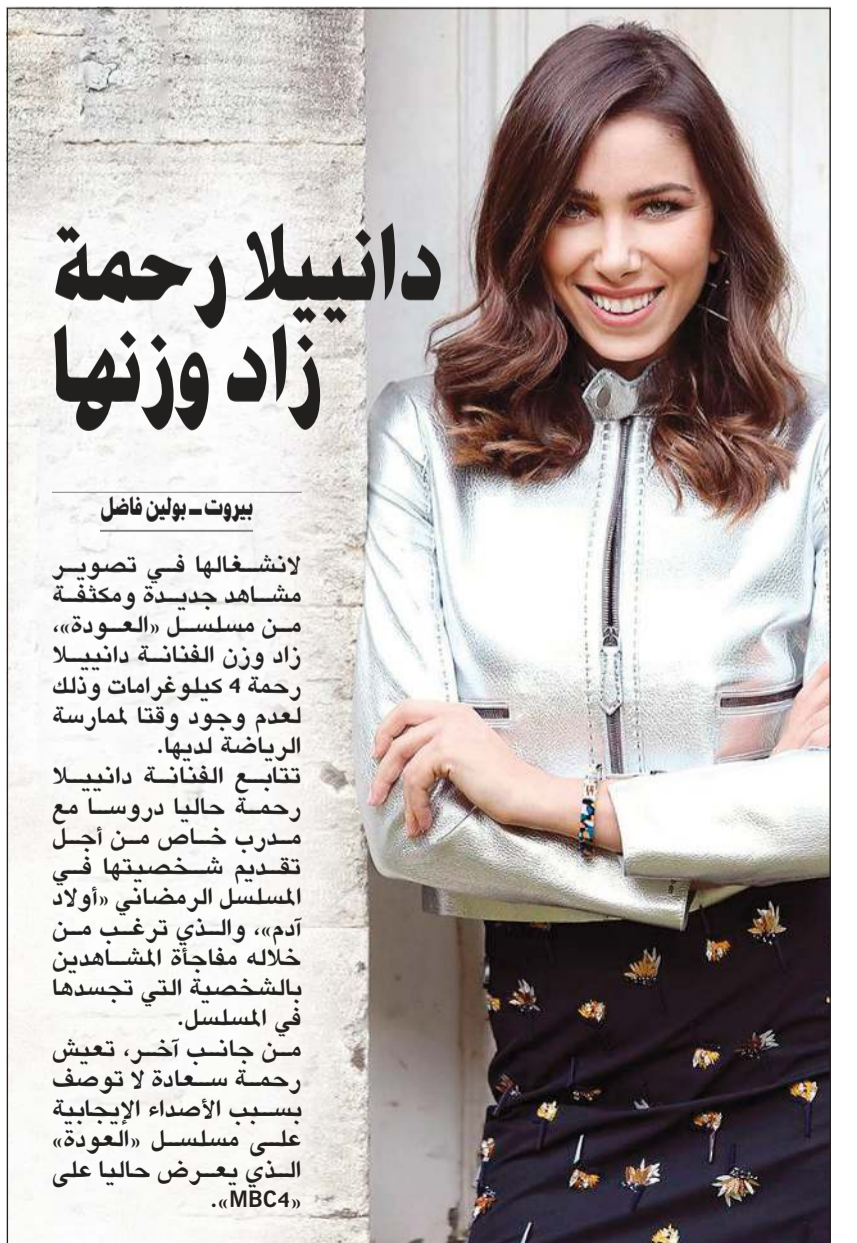 دانييلا رحمة
زاد وزنها
بيروت ـ بولين فاضل
لانشغالها في تصوير
مشاهد جديدة ومكثفة
من مسلسل «العودة»،
زاد وزن الفنانة دانييلا
رحمة 4 كيلوغرامات وذلك
لعدم وجود وقتا لممارسة
الرياضة لديها.
تتابع الفنانة دانييلا
رحمة حاليا دروسا مع
مدرب خاص من أجل
تقديم شخصيتها في
المسلسل الرمضاني «أولاد
آدم»، والذي ترغب من
خلاله مفاجأة المشاهدين
بالشخصية التي تجسدها
في المسلسل.
من جانب آخر، تعيش
رحمة سعادة لا توصف
بسبب الأصداء الإيجابية
على مسلسل «العودة»
الذي يعرض حاليا على
«MBC4».